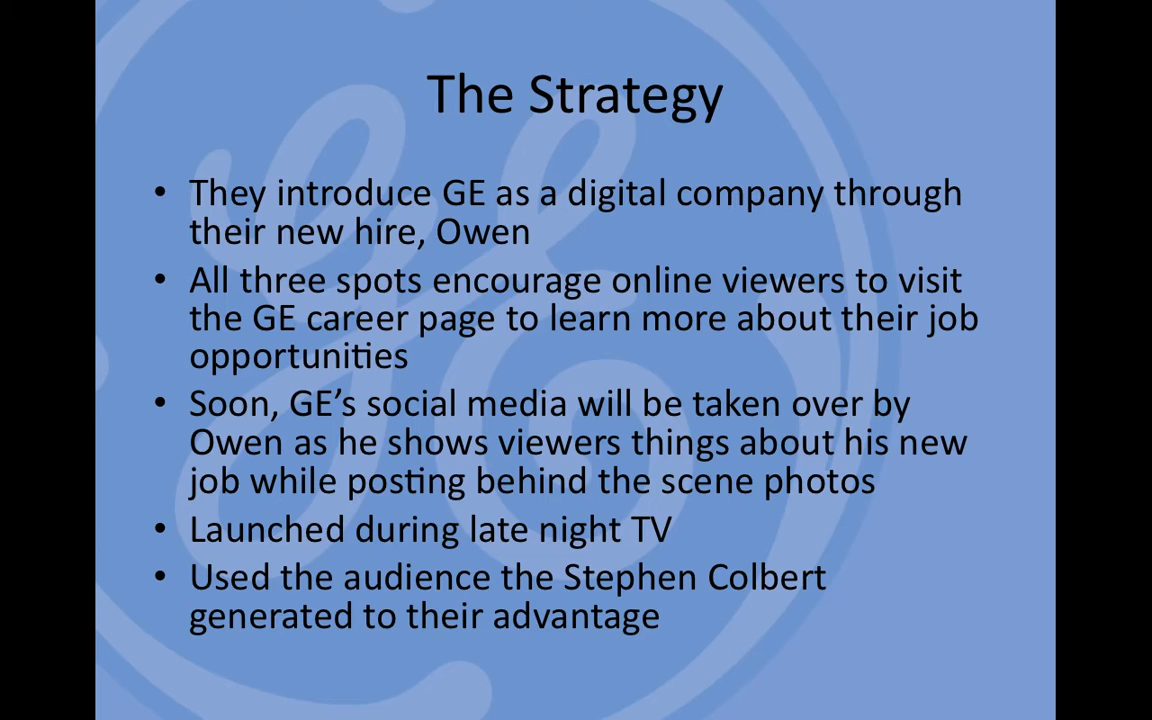 The Strategy
• They introduce GE as a digital company through
their new hire, Owen
• All three spots encourage online viewers to visit
the GE career page to learn more about their job
opportunities
• Soon, GE’s social media will be taken over by
Owen as he shows viewers things about his new
job while posting behind the scene photos
• Launched during late night TV
• Used the audience the Stephen Colbert
generated to their advantage